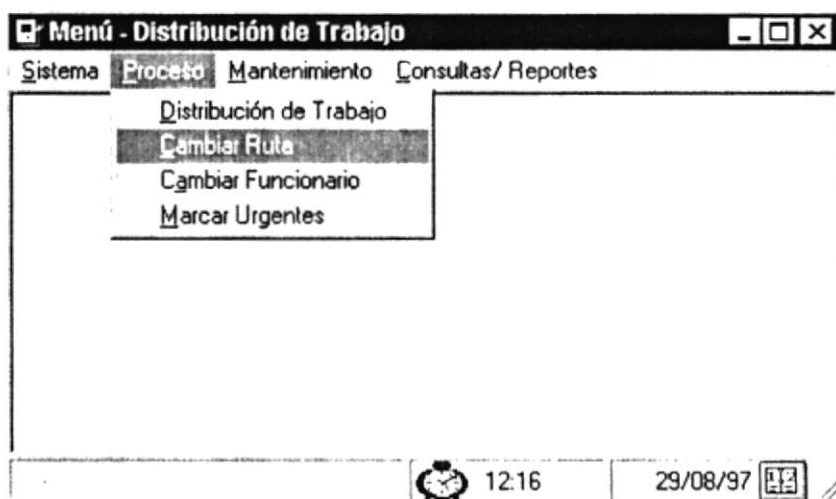 Menú - Distribución de Trabajo
Sistema Proceso Mantenimiento Consultas/ Reportes
Distribución de Trabajo
Cambiar Ruta
Cambiar Funcionario
Marcar Urgentes
12:16 29/08/97